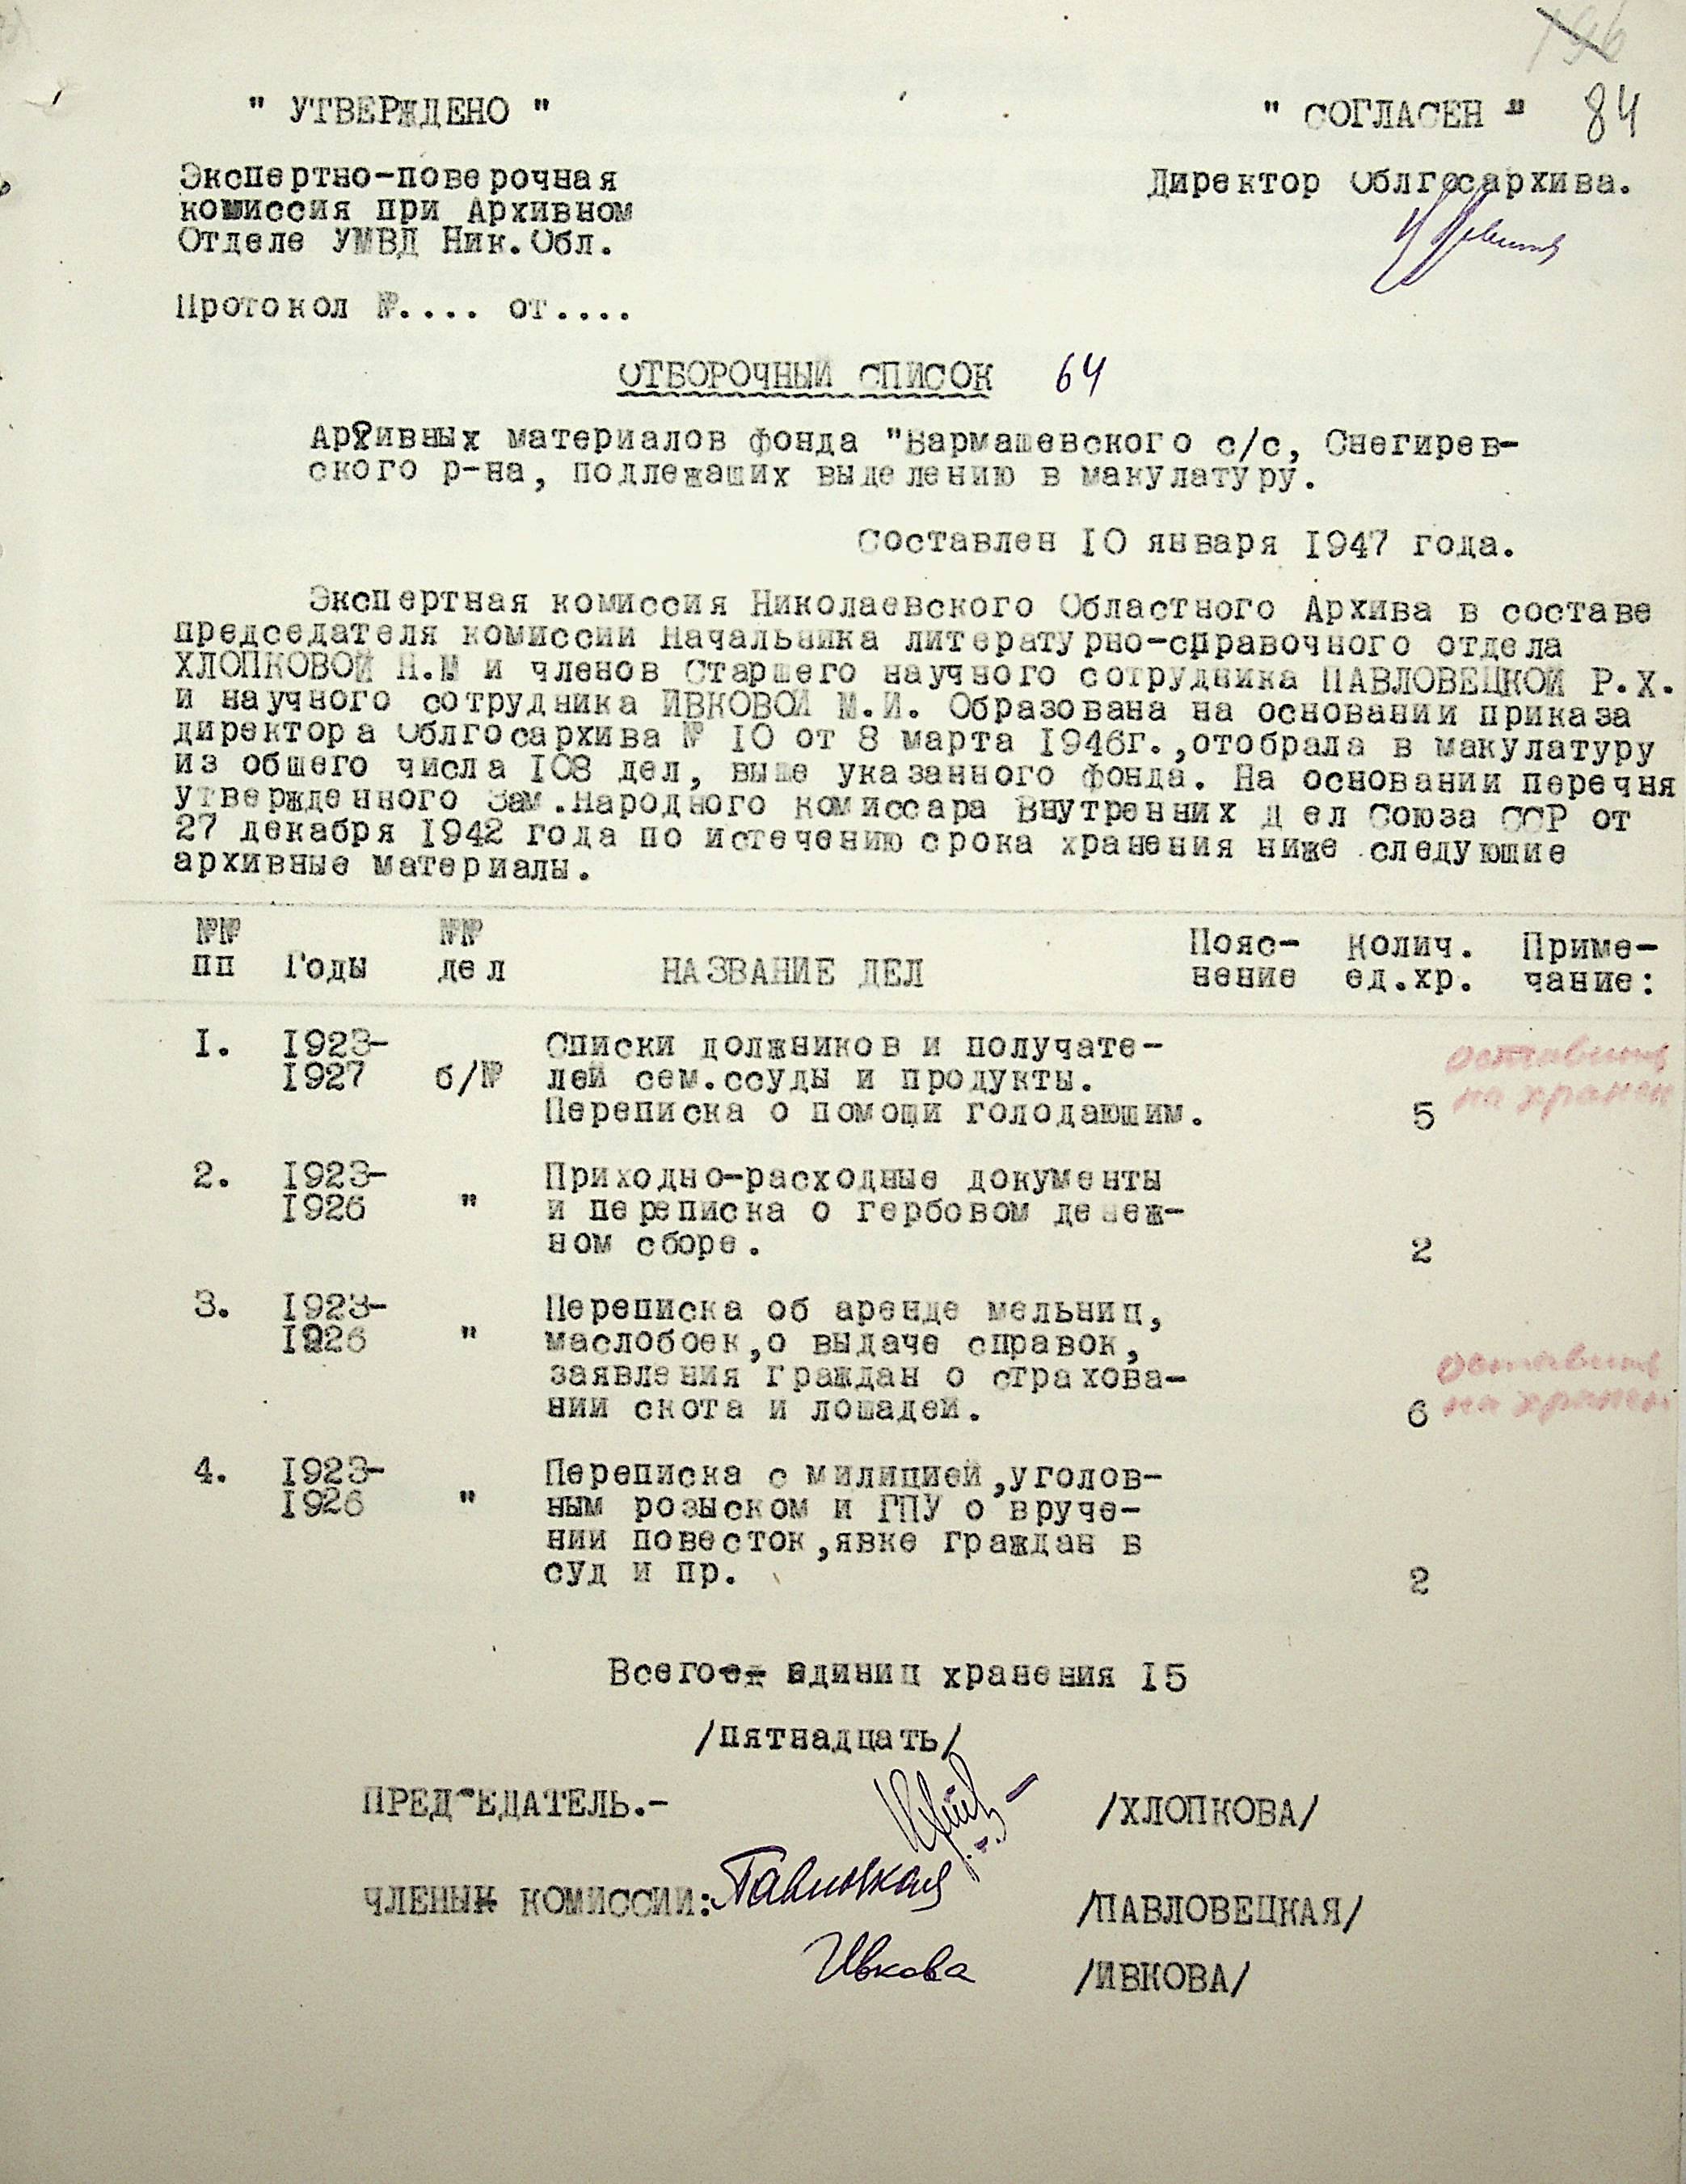 196
" УТВЕРЖДЕНО "
" СОГЛАСЕН " 84
Экспертно-поверочная
комиссия при Архивном
Отделе УМВД Ник.Обл.
Директор Облгосархива.
Протокол №.... от....
ОТБОРОЧНЫЙ СПИСОК 64
Архивных материалов фонда "Бармашевского с/с, Снегирев-
ского р-на, подлежащих выделению в макулатуру.
Составлен 10 января 1947 года.
Экспертная комиссия Николаевского Областного Архива в составе
председателя комиссии Начальника литературно-справочного отдела
ХЛОПКОВОЙ Н.М и членов Старшего научного сотрудника ПАВЛОВЕЦКОЙ Р.Х.
и научного сотрудника ИВКОВОЙ М.И. Образована на основании приказа
директора Облгосархива № 10 от 8 марта 1946г.,отобрала в макулатуру
из общего числа 108 дел, выше указанного фонда. На основании перечня
утвержденного Зам.Народного Комиссара Внутренних Дел Союза ССР от
27 декабря 1942 года по истечению срока хранения ниже следующие
архивные материалы.
№№ пп Годы №№ дел НАЗВАНИЕ ДЕЛ Пояс-нение Колич. ед.хр. Приме-чание:
1. 1923- Списки должников и получате- оставить
1927 б/№ лей сем.ссуды и продукты. на хранен
Переписка о помощи голодающим. 5
2. 1923- Приходно-расходные документы
1926 " и переписка о гербовом денеж-
ном сборе. 2
3. 1923- Переписка об аренде мельниц,
1926 " маслобоек,о выдаче справок,
заявления граждан о страхова- оставить
нии скота и лошадей. 6 на хранен
4. 1923- Переписка с милицией,уголов-
1926 " ным розыском и ГПУ о вруче-
нии повесток,явке граждан в
суд и пр. 2
Всего единиц хранения 15
/пятнадцать/
ПРЕДСЕДАТЕЛЬ.- /ХЛОПКОВА/
ЧЛЕНЫ КОМИССИИ: /ПАВЛОВЕЦКАЯ/
Ивкова /ИВКОВА/